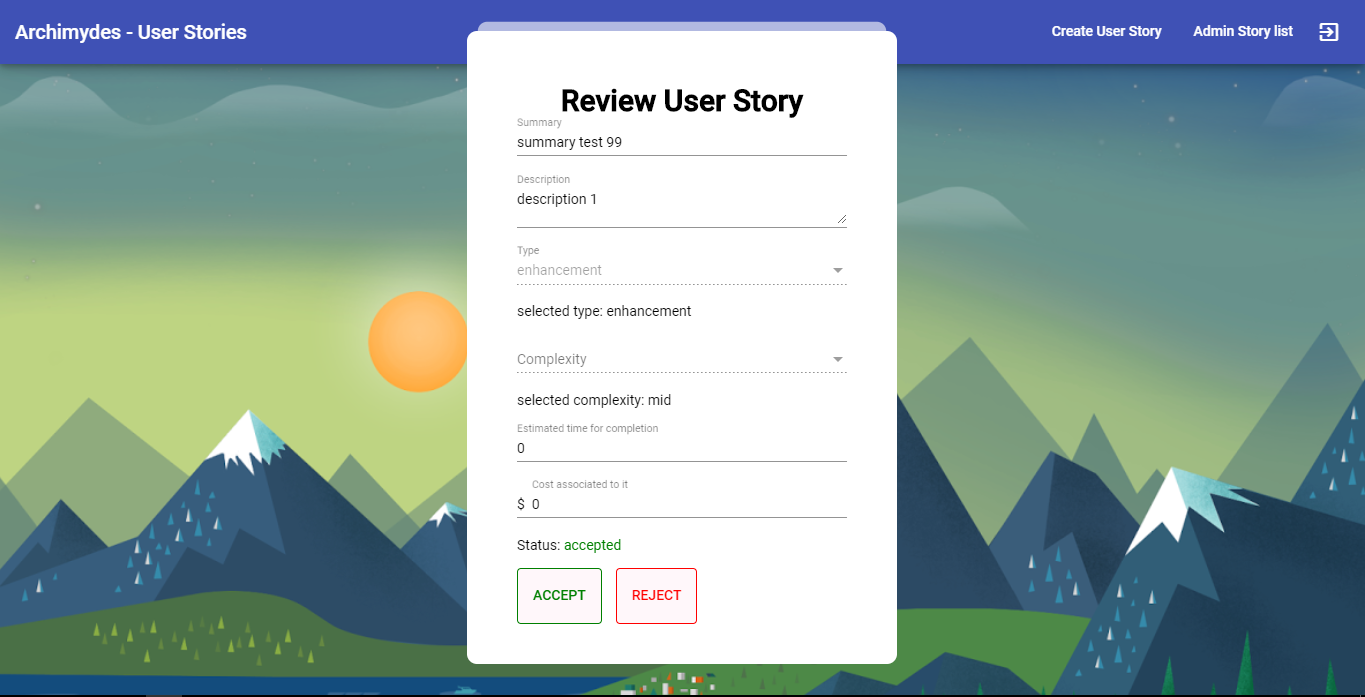 Archimydes - User Stories
Create User Story
Admin Story list
Review User Story
Summary
summary test 99
Description
description 1
Type
enhancement
selected type: enhancement
Complexity
selected complexity: mid
Estimated time for completion
0
Cost associated to it
$ 0
Status: accepted
ACCEPT
REJECT